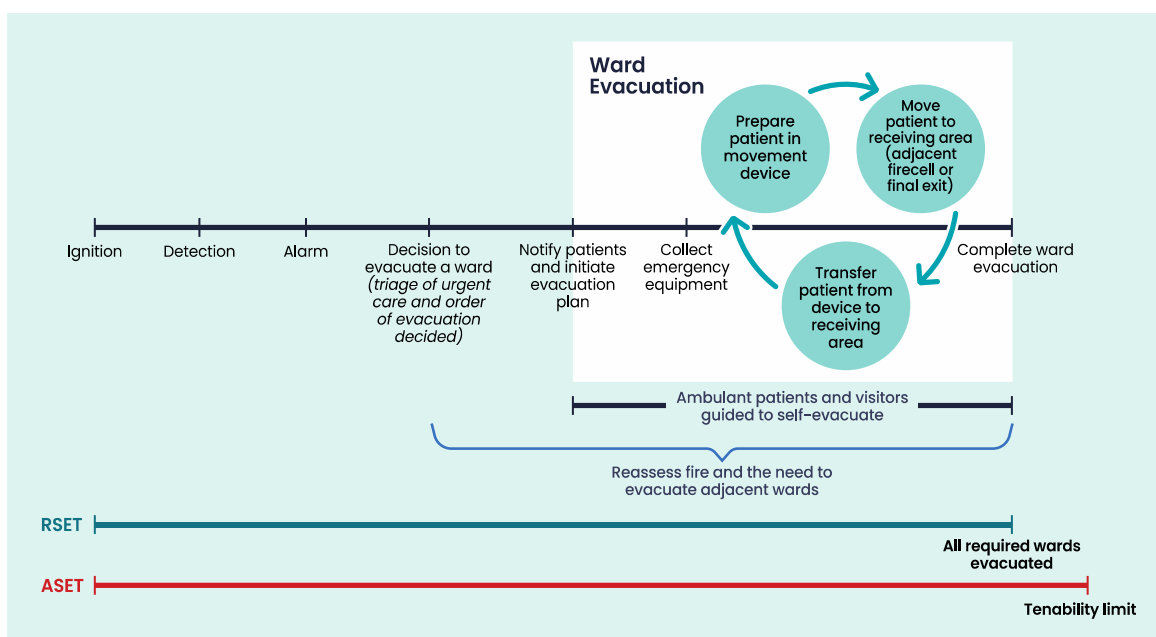 Ward
Evacuation
Prepare
patient in
movement
device
Move
patient to
receiving area
(adjacent
firecell or
final exit)
Transfer
patient from
device to
receiving
area
Ignition
Detection
Alarm
Decision to
evacuate a ward
(triage of urgent
care and order
of evacuation
decided)
Notify patients
and initiate
evacuation
plan
Collect
emergency
equipment
Complete ward
evacuation
Ambulant patients and visitors
guided to self-evacuate
Reassess fire and the need to
evacuate adjacent wards
RSET
All required wards
evacuated
ASET
Tenability limit